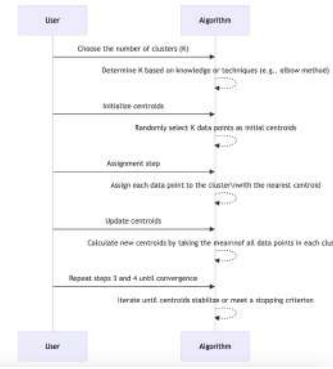 User Algorithm
Choose the number of clusters (K)
Determine K based on knowledge or techniques (e.g., elbow method)
Initialize centroids
Randomly select K data points as initial centroids
Assignment step
Assign each data point to the cluster\nwith the nearest centroid
Update centroids
Calculate new centroids by taking the mean\nof all data points in each clus
Repeat steps 3 and 4 until convergence
Iterate until centroids stabilize or meet a stopping criterion
User Algorithm